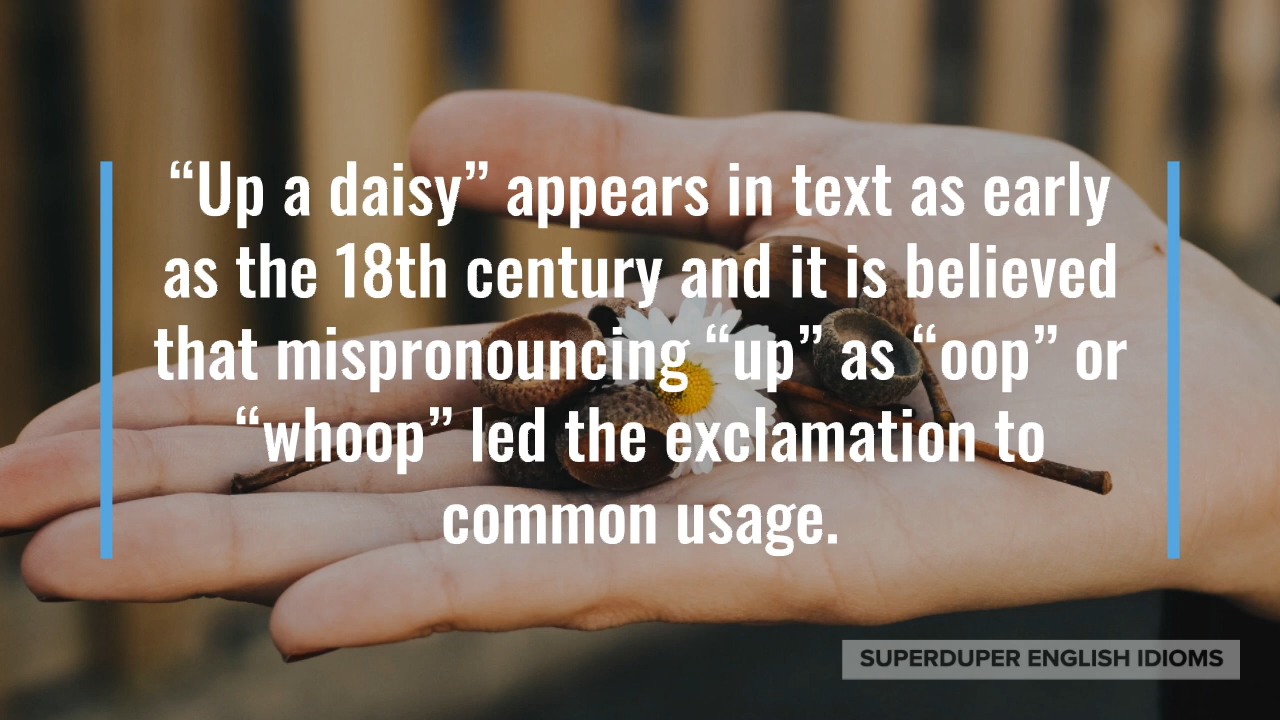 “Up a daisy” appears in text as early
as the 18th century and it is believed
that mispronouncing “up” as “oop” or
“whoop” led the exclamation to
common usage.
SUPERDUPER ENGLISH IDIOMS